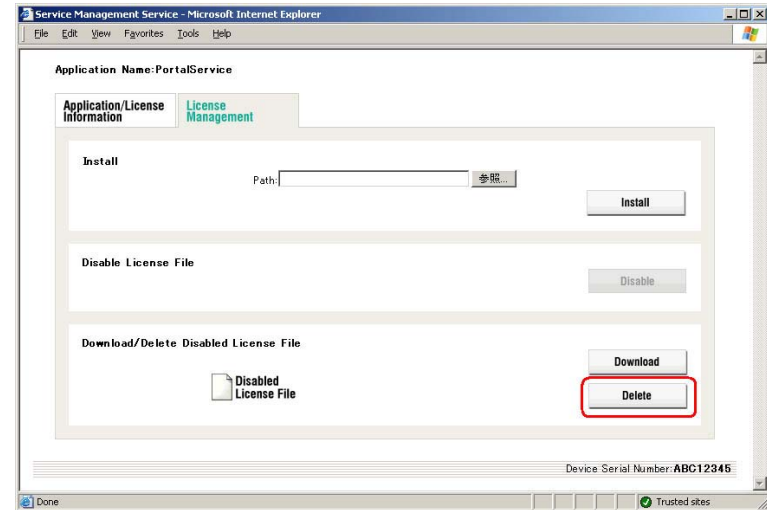 Service Management Service - Microsoft Internet Explorer
File Edit View Favorites Tools Help
Application Name:PortalService
Application/License Information
License Management
Install
Path:
参照...
Install
Disable License File
Disable
Download/Delete Disabled License File
Download
Disabled
License File
Delete
Device Serial Number:ABC12345
Done
Trusted sites